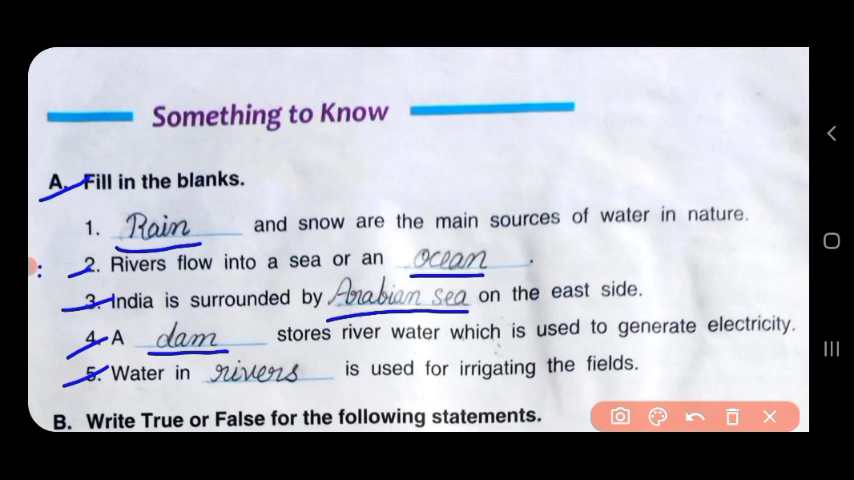 Something to Know
A. Fill in the blanks.
1. Rain and snow are the main sources of water in nature.
2. Rivers flow into a sea or an ocean.
3. India is surrounded by Arabian sea on the east side.
4. A dam stores river water which is used to generate electricity.
5. Water in rivers is used for irrigating the fields.
B. Write True or False for the following statements.